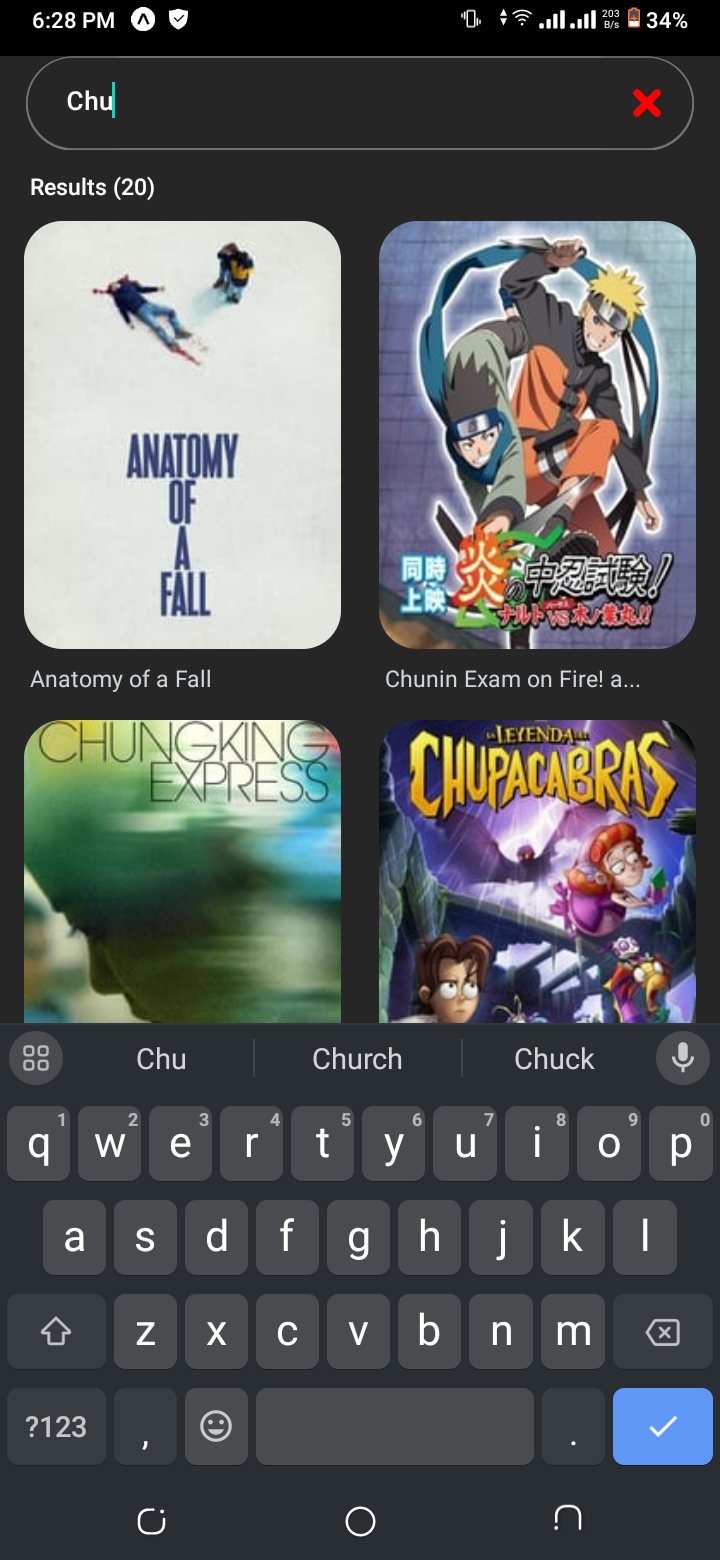 6:28 PM
203
B/s
34%
Chu
Results (20)
ANATOMY
OF
A
FALL
同時
上映
炎の中忍試験!
ナルトVS木ノ葉丸!!
Anatomy of a Fall
Chunin Exam on Fire! a...
CHUNGKING
EXPRESS
LA LEYENDA DEL
CHUPACABRAS
Chu
Church
Chuck
q 1 w 2 e 3 r 4 t 5 y 6 u 7 i 8 o 9 p 0
a s d f g h j k l
z x c v b n m
?123 , .